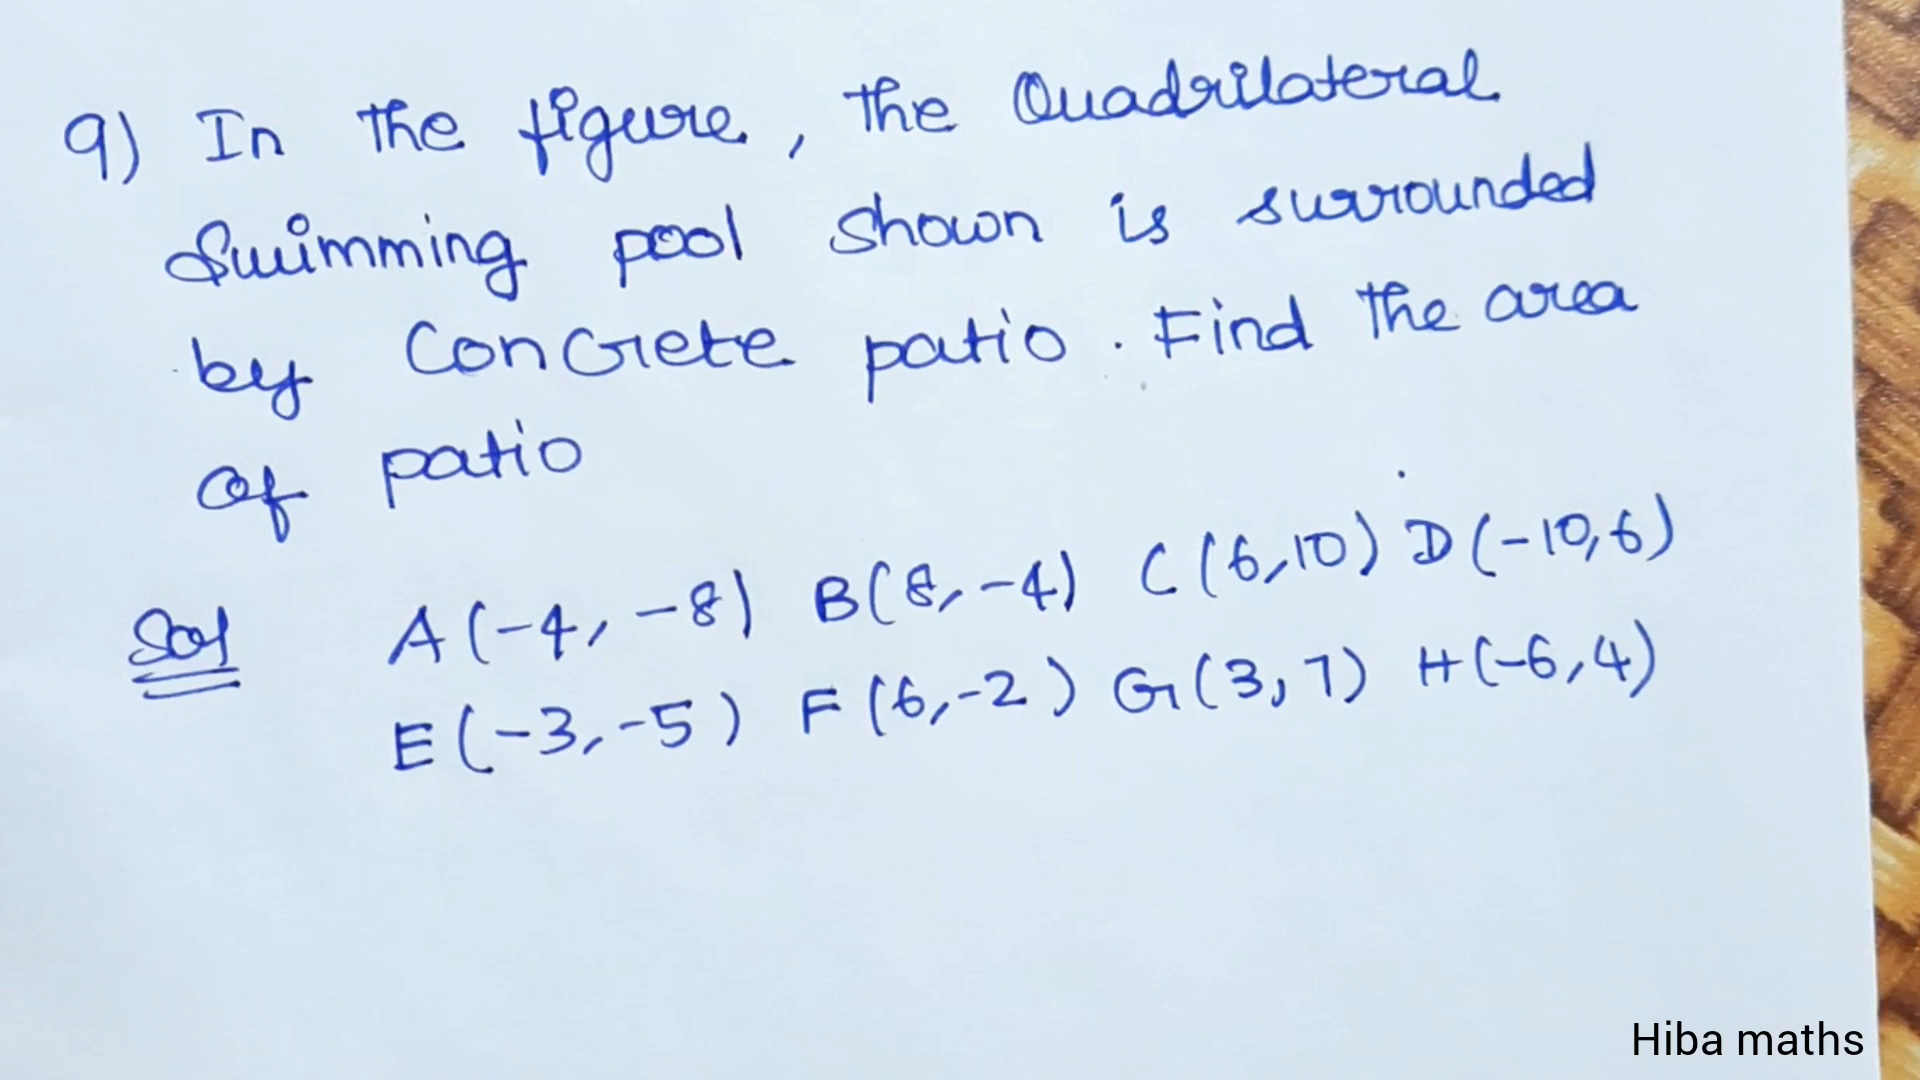 9) In the figure, the Quadrilateral
Swimming pool shown is surrounded
by Concrete patio. Find the area
of patio
Sol A(-4, -8) B(8, -4) C(6,10) D(-10,6)
E(-3,-5) F(6,-2) G(3,7) H(-6,4)
Hiba maths